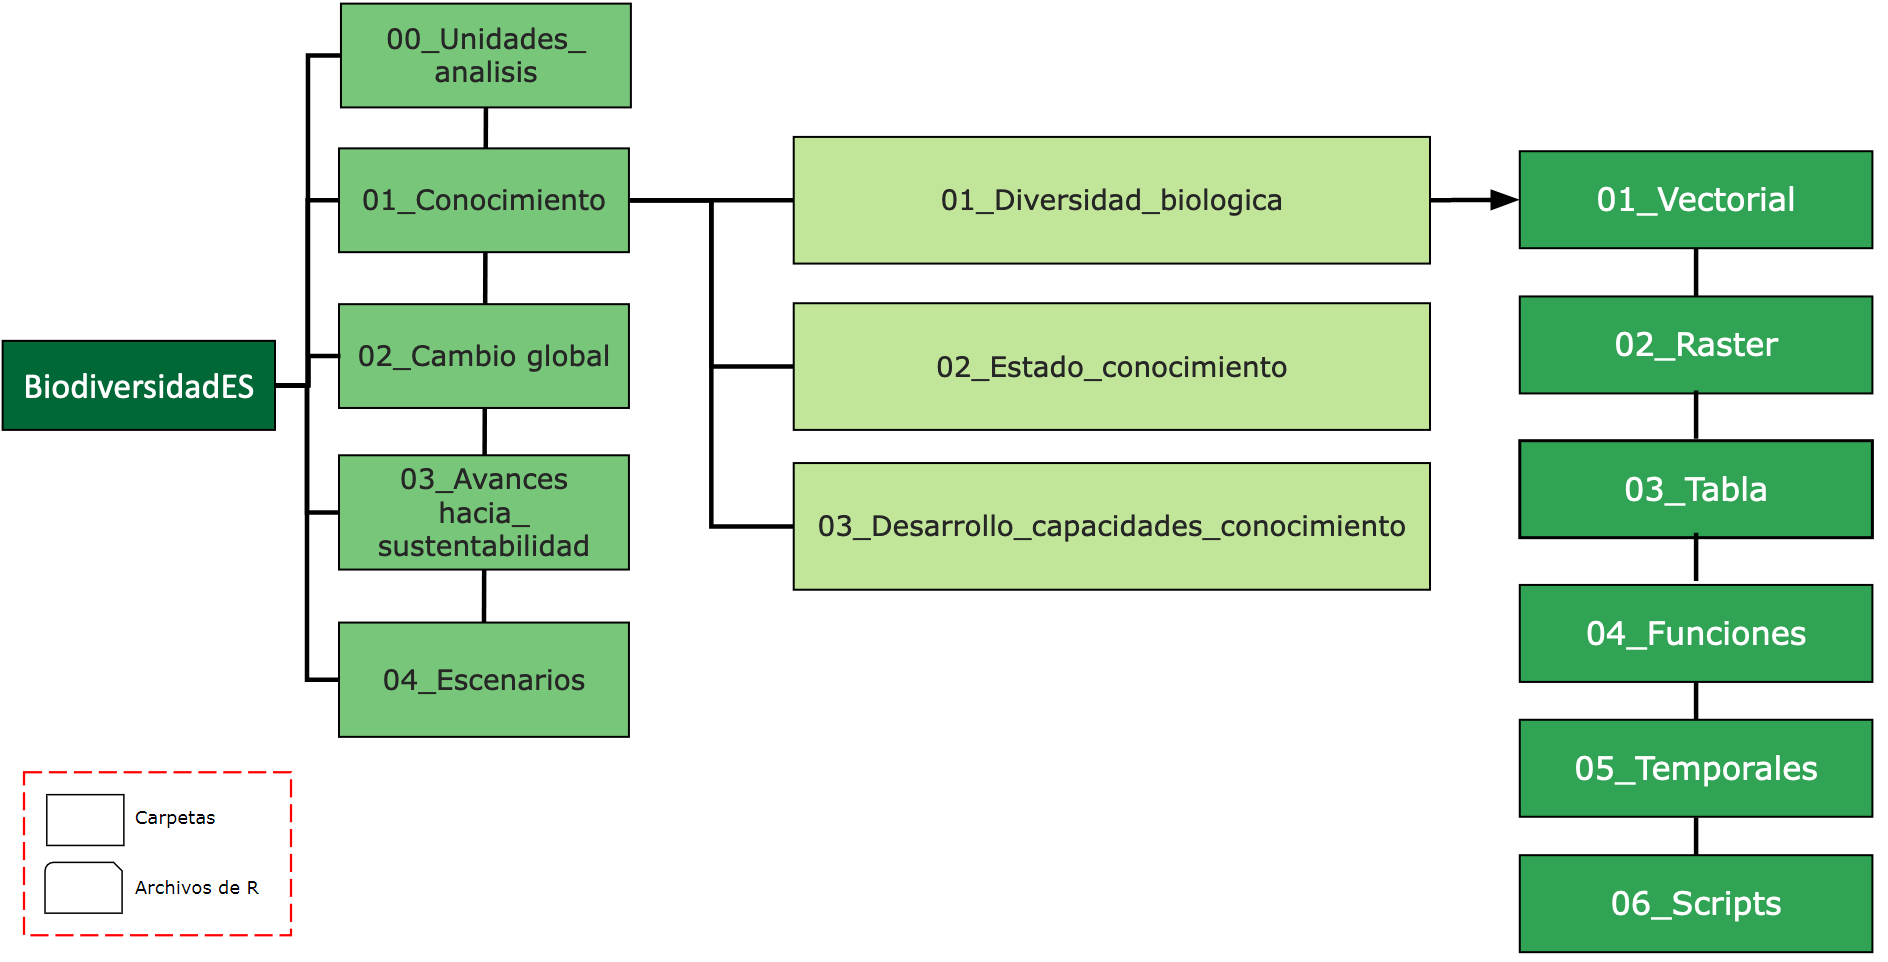 BiodiversidadES
00_Unidades_
analisis
01_Conocimiento
02_Cambio global
03_Avances
hacia_
sustentabilidad
04_Escenarios
01_Diversidad_biologica
02_Estado_conocimiento
03_Desarrollo_capacidades_conocimiento
01_Vectorial
02_Raster
03_Tabla
04_Funciones
05_Temporales
06_Scripts
Carpetas
Archivos de R